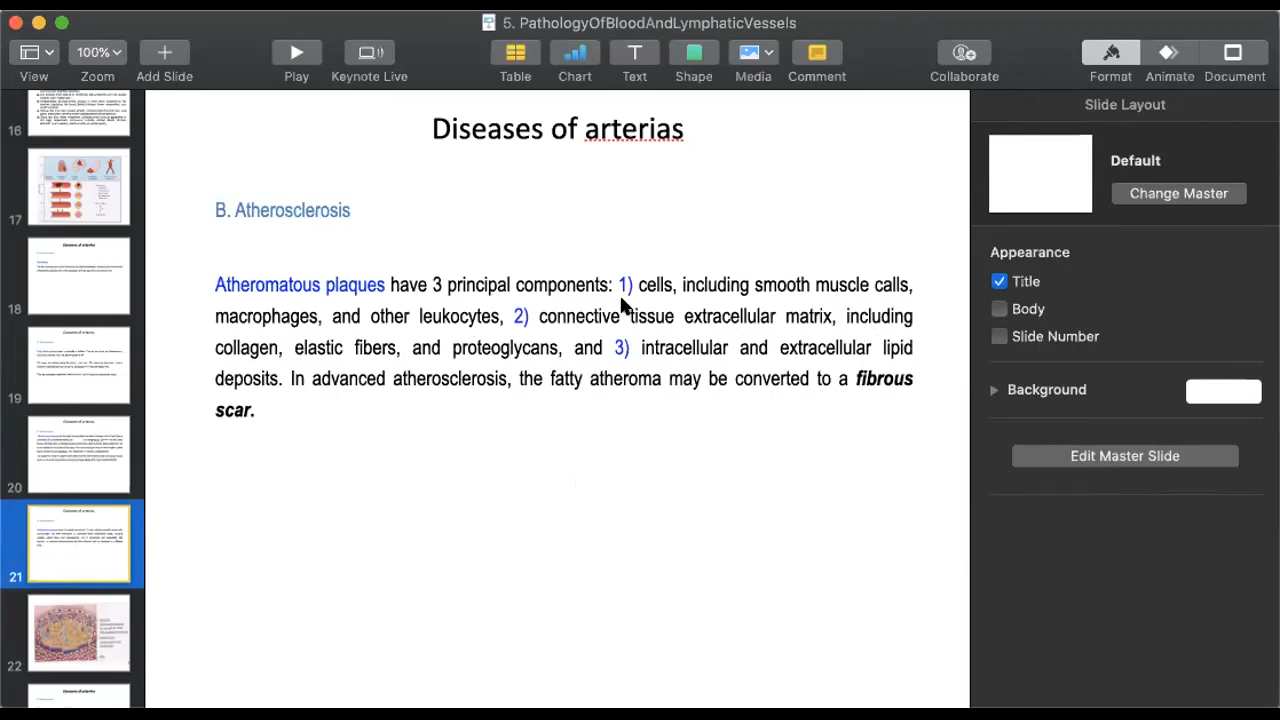 5. PathologyOfBloodAndLymphaticVessels
100%
View
Zoom
Add Slide
Play
Keynote Live
Table
Chart
Text
Shape
Media
Comment
Collaborate
Format
Animate
Document
16
17
18
19
20
21
22
Diseases of arterias
B. Atherosclerosis
Atheromatous plaques have 3 principal components: 1) cells, including smooth muscle calls,
macrophages, and other leukocytes, 2) connective tissue extracellular matrix, including
collagen, elastic fibers, and proteoglycans, and 3) intracellular and extracellular lipid
deposits. In advanced atherosclerosis, the fatty atheroma may be converted to a fibrous
scar.
Slide Layout
Default
Change Master
Appearance
Title
Body
Slide Number
Background
Edit Master Slide